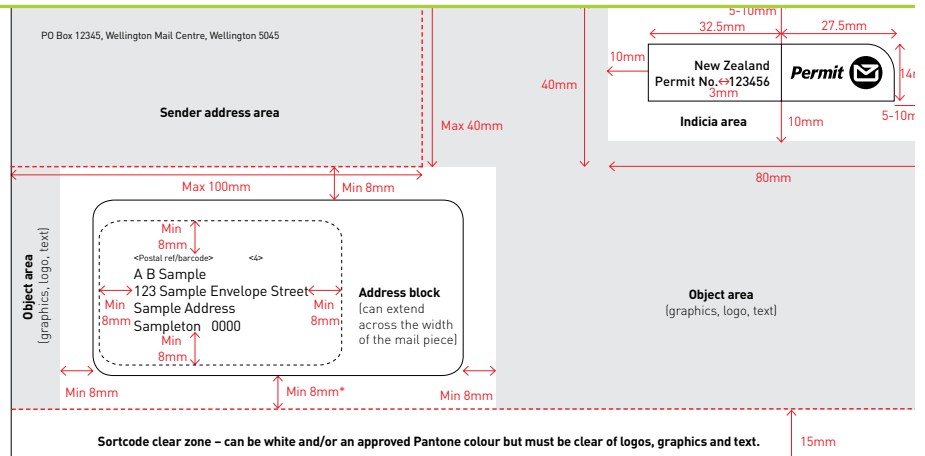 5-10mm
32.5mm
27.5mm
PO Box 12345, Wellington Mail Centre, Wellington 5045
10mm
New Zealand
Permit No.↔123456
3mm
Permit
40mm
Sender address area
Max 40mm
Indicia area
10mm
Max 100mm
Min 8mm
80mm
Object area
(graphics, logo, text)
Min
8mm
<Postal ref/barcode> <4>
A B Sample
123 Sample Envelope Street
Sample Address
Sampleton 0000
Min
8mm
Min
8mm
Min
8mm
Address block
(can extend
across the width
of the mail piece)
Object area
(graphics, logo, text)
Min 8mm
Min 8mm*
Min 8mm
Sortcode clear zone – can be white and/or an approved Pantone colour but must be clear of logos, graphics and text.
15mm